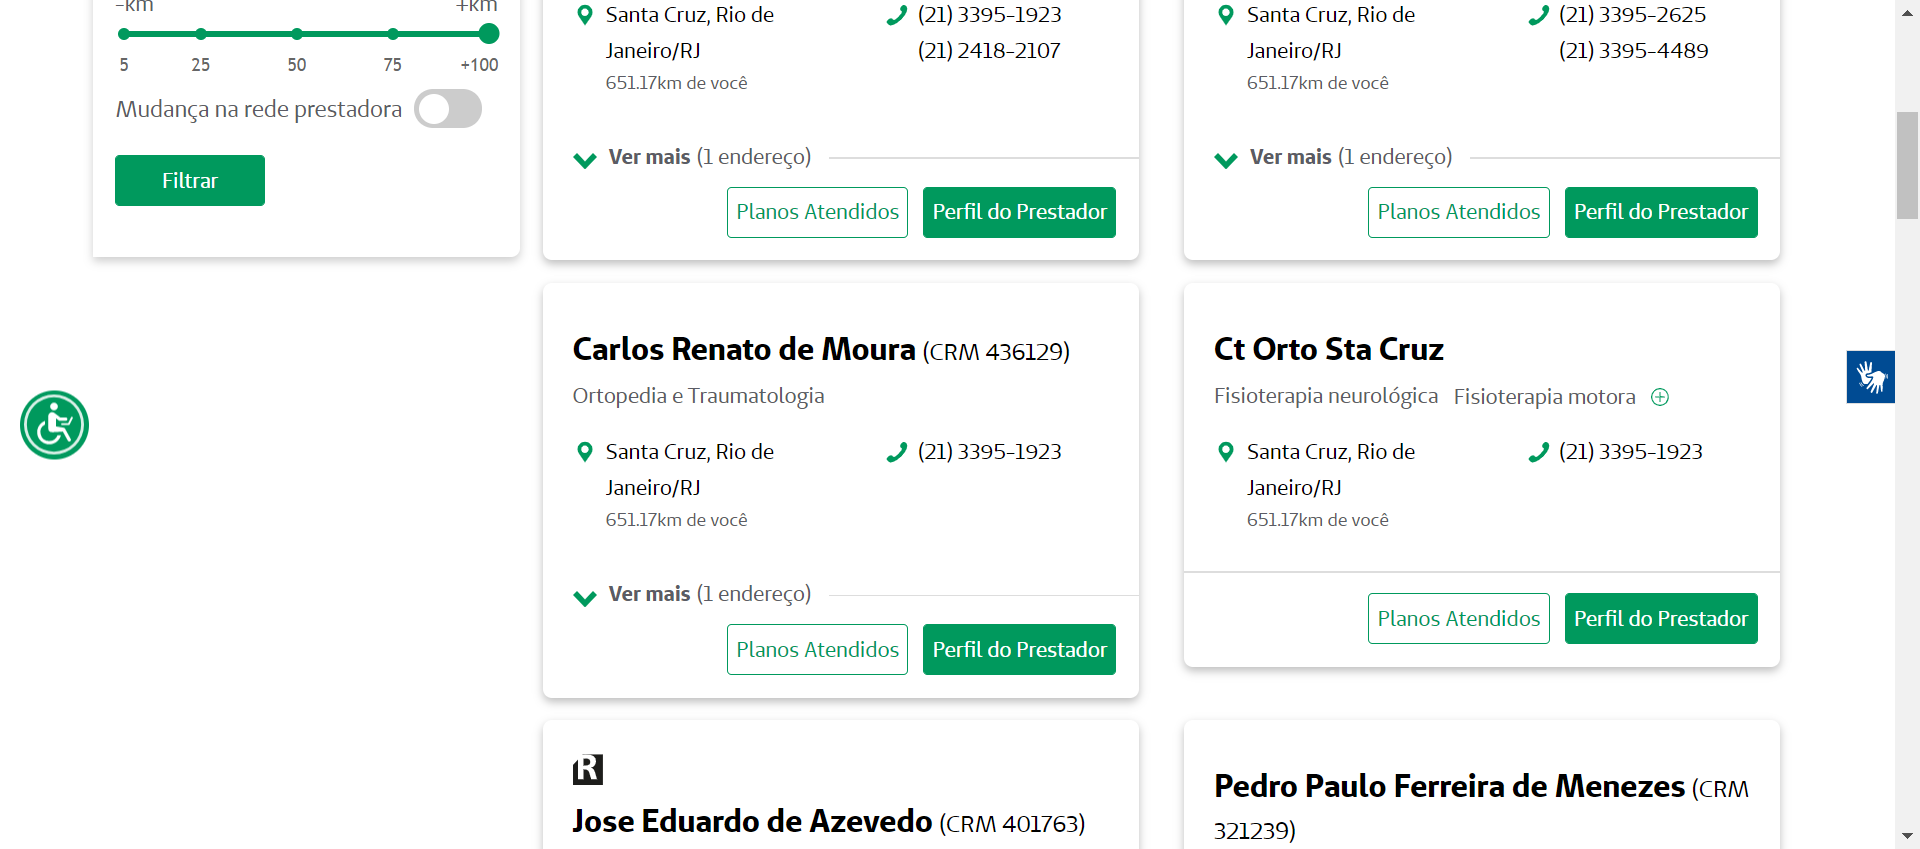 -km
+km
5
25
50
75
+100
Mudança na rede prestadora
Filtrar
Santa Cruz, Rio de
Janeiro/RJ
651.17km de você
(21) 3395-1923
(21) 2418-2107
Ver mais (1 endereço)
Planos Atendidos
Perfil do Prestador
Santa Cruz, Rio de
Janeiro/RJ
651.17km de você
(21) 3395-2625
(21) 3395-4489
Ver mais (1 endereço)
Planos Atendidos
Perfil do Prestador
Carlos Renato de Moura (CRM 436129)
Ortopedia e Traumatologia
Santa Cruz, Rio de
Janeiro/RJ
651.17km de você
(21) 3395-1923
Ver mais (1 endereço)
Planos Atendidos
Perfil do Prestador
Ct Orto Sta Cruz
Fisioterapia neurológica Fisioterapia motora
Santa Cruz, Rio de
Janeiro/RJ
651.17km de você
(21) 3395-1923
Planos Atendidos
Perfil do Prestador
R
Jose Eduardo de Azevedo (CRM 401763)
Pedro Paulo Ferreira de Menezes (CRM
321239)